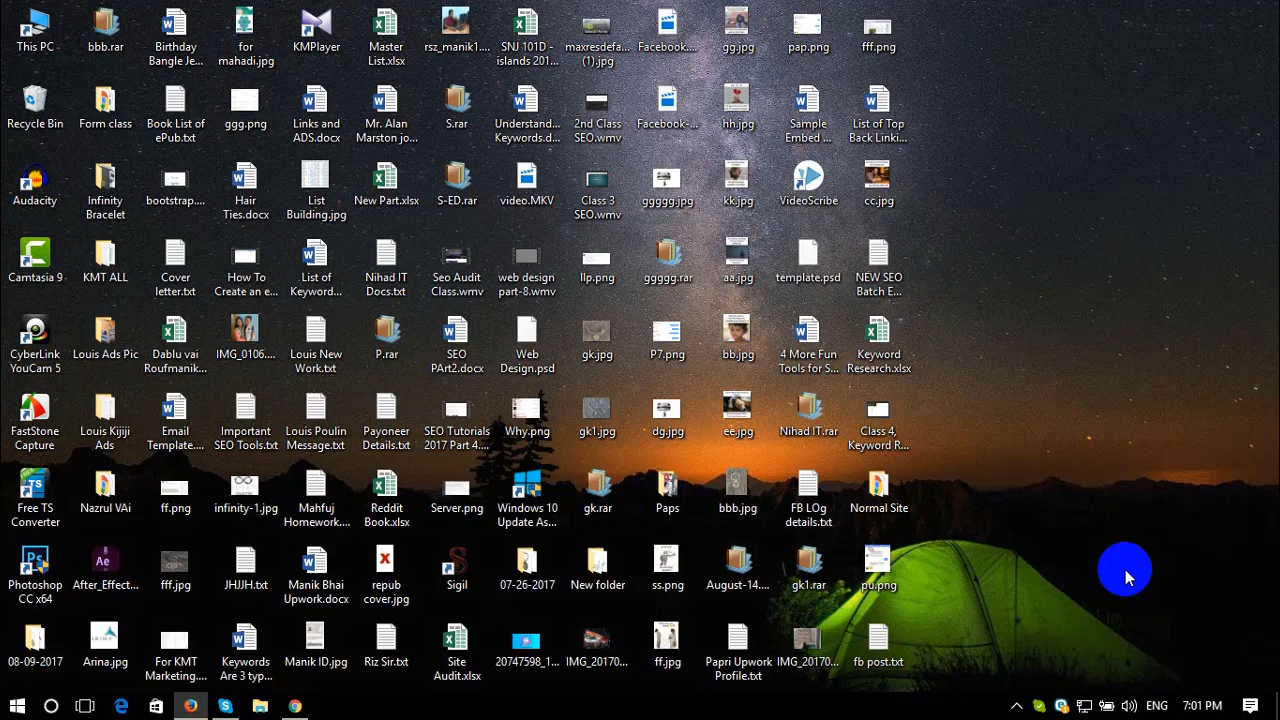 This PC -
bbb.rar
Birthday
Bangle Te...
for
mahadi.jpg
KMPlayer
Master
List.xlsx
SNJ 101D -
islands 201...
maxresdefa...
(1).jpg
Facebook....
gg.jpg
pap.png
fff.png
Recycle Bin
Form class
Book List of
ePub.txt
ggg.png
Links and
ADS.docx
Mr. Alan
Marston jo...
S.rar
Understand...
Keywords.d...
2nd Class
SEO.wmv
Facebook-...
hh.jpg
Sample
Embed ...
List of Top
Back Linki...
Audacity
Infinity
Bracelet
bootstrap....
Hair
Ties.docx
List
Building.jpg
New Part.xlsx
S-ED.rar
video.MKV
Class 3
SEO.wmv
ggggg.jpg
kk.jpg
VideoScribe
cc.jpg
Camtasia 9
KMT ALL
Cover
letter.txt
How To
Create an e...
List of
Keyword...
Nihad IT
Docs.txt
Seo Audit
Class.wmv
web design
part-8.wmv
llp.png
ggggg.rar
aa.jpg
template.psd
NEW SEO
Batch E...
CyberLink
YouCam 5
Louis Ads Pic
Dablu vai
Roufmanik...
IMG_0106....
Louis New
Work.txt
P.rar
SEO
PArt2.docx
Web
Design.psd
gk.jpg
P7.png
bb.jpg
4 More Fun
Tools for S...
Keyword
Research.xlsx
Capture
Louis Kijiji
Ads
Email
Template....
Important
SEO Tools.txt
Louis Poulin
Message.txt
Payoneer
Details.txt
SEO Tutorials
2017 Part 4....
Why.png
gk1.jpg
dg.jpg
ee.jpg
Nihad IT.rar
Class 4,
Keyword R...
Free TS
Converter
Nazmul Ai
ff.png
infinity-1.jpg
Mahfuj
Homework....
Reddit
Book.xlsx
Server.png
Windows 10
Update As...
gk.rar
Paps
bbb.jpg
FB LOg
details.txt
Normal Site
Photoshop
CC x64
After Effect...
fff.jpg
Manik Bhai
Upwork.docx
repur
cover.jpg
Sigil
07-20-2017
New folder
ss.png
august-14....
gk1.rar
pu.png
Arina.jpg
For KMT
Marketing....
Keywords
Are 3 typ...
Manik ID.jpg
Riz Sir.txt
Site
Audit.xlsx
20747598_1...
IMG_20170...
ff.jpg
Papri Upwork
Profile.txt
IMG_20170...
fb post.txt
ENG
7:01 PM